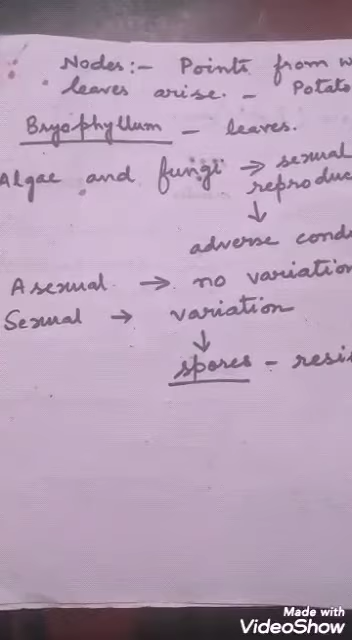 Nodes:- Points from w
leaves arise. - Potato
Bryophyllum - leaves.
Algae and fungi → sexual
reproduc
↓
adverse cond
Asexual → no variation
Sexual → variation
↓
spores - resi
Made with
VideoShow